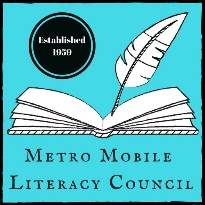 Established
1959
Metro Mobile
Literacy Council